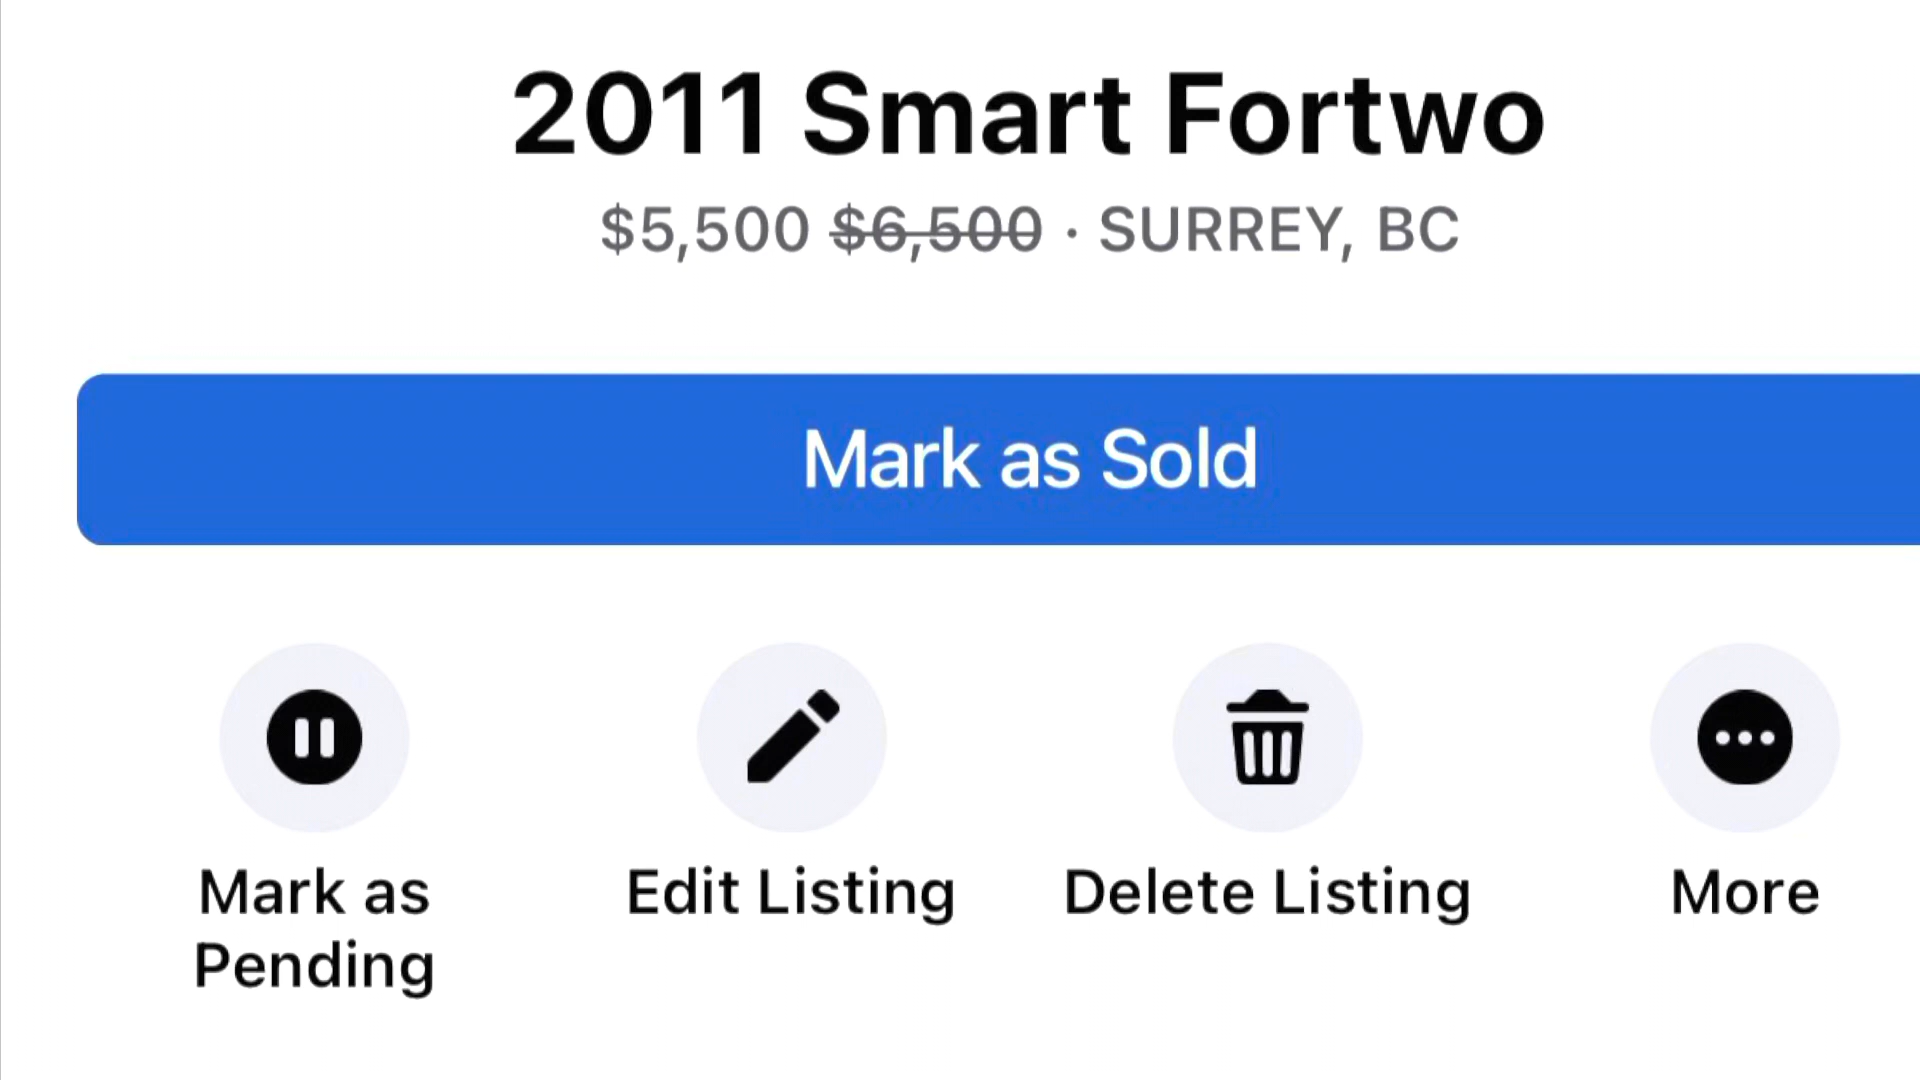 2011 Smart Fortwo
$5,500 $6,500 · SURREY, BC
Mark as Sold
Mark as
Pending
Edit Listing
Delete Listing
More